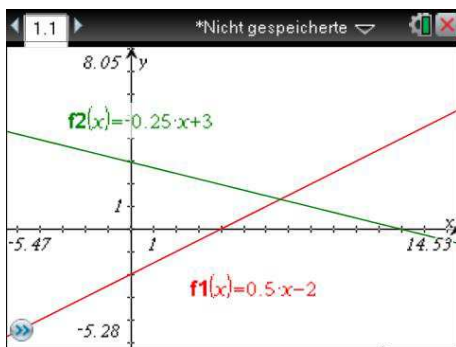 1.1 *Nicht gespeicherte
8.05 y
f2(x)=-0.25·x+3
1
x
-5.47 1 14.53
f1(x)=0.5·x-2
-5.28